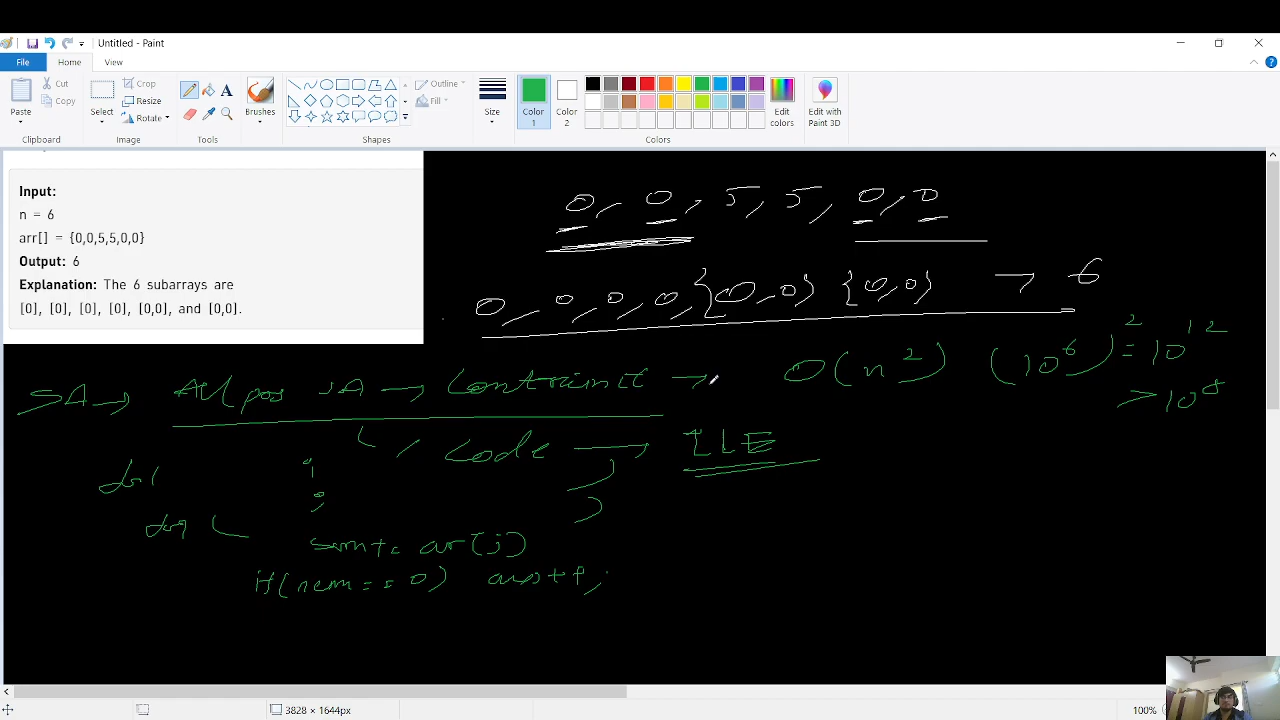 Untitled - Paint
File Home View
Paste Cut Copy Clipboard
Select Crop Resize Rotate Image
Tools
Brushes
Outline Fill Shapes
Size
Color 1 Color 2 Edit colors Colors
Edit with Paint 3D
Input:
n = 6
arr[] = {0,0,5,5,0,0}
Output: 6
Explanation: The 6 subarrays are
[0], [0], [0], [0], [0,0], and [0,0].
0, 0, 5, 5, 0, 0
0, 0, 0, 0, {0,0} {0,0} → 6
SA → All pos SA → →
O(n²) (10⁶)² = 10¹²
> 10⁸
code →
for(
; )
for (
; )
sum+= arr[j]
if( == 0) ans++;
3828 × 1644px
100%